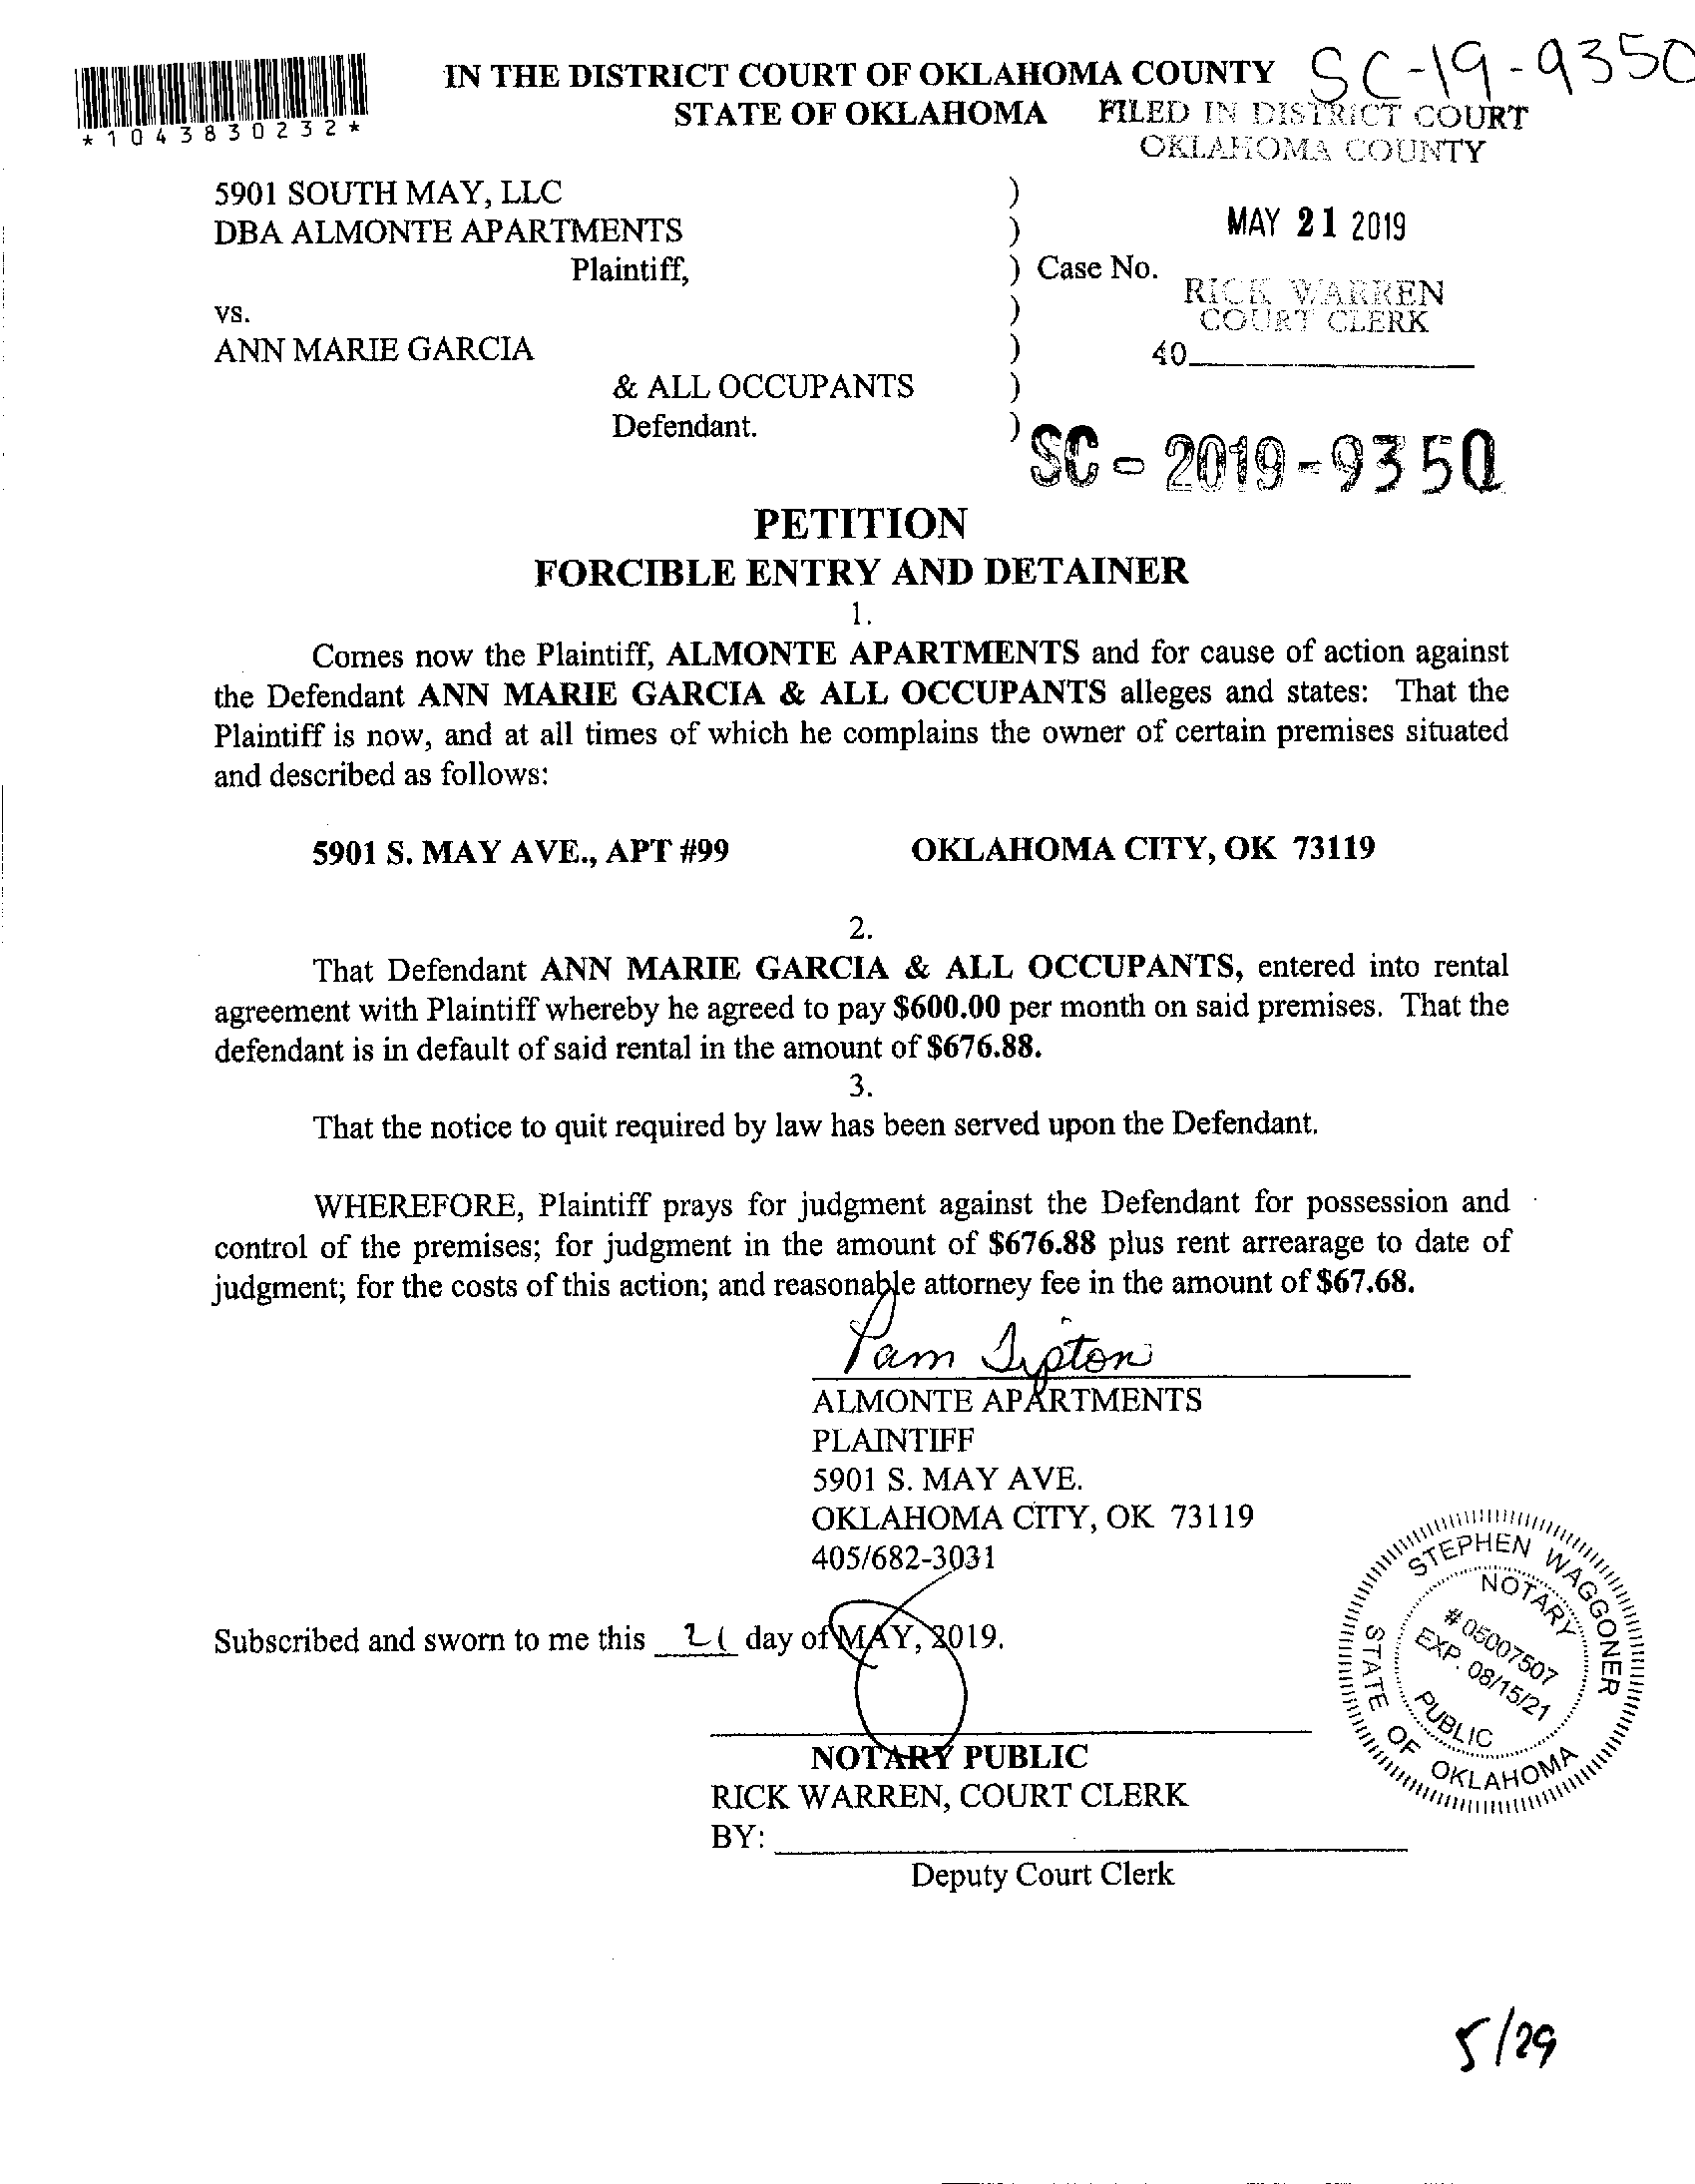 IN THE DISTRICT COURT OF OKLAHOMA COUNTY SC-19-9350
STATE OF OKLAHOMA FILED IN DISTRICT COURT
OKLAHOMA COUNTY
*1043830232*
5901 SOUTH MAY, LLC )
DBA ALMONTE APARTMENTS ) MAY 21 2019
Plaintiff, ) Case No.
RICK WARREN
vs. )
COURT CLERK
ANN MARIE GARCIA ) 40
& ALL OCCUPANTS )
Defendant. )
SC-2019-9350
PETITION
FORCIBLE ENTRY AND DETAINER
1.
Comes now the Plaintiff, ALMONTE APARTMENTS and for cause of action against
the Defendant ANN MARIE GARCIA & ALL OCCUPANTS alleges and states: That the
Plaintiff is now, and at all times of which he complains the owner of certain premises situated
and described as follows:
5901 S. MAY AVE., APT #99 OKLAHOMA CITY, OK 73119
2.
That Defendant ANN MARIE GARCIA & ALL OCCUPANTS, entered into rental
agreement with Plaintiff whereby he agreed to pay $600.00 per month on said premises. That the
defendant is in default of said rental in the amount of $676.88.
3.
That the notice to quit required by law has been served upon the Defendant.
WHEREFORE, Plaintiff prays for judgment against the Defendant for possession and
control of the premises; for judgment in the amount of $676.88 plus rent arrearage to date of
judgment; for the costs of this action; and reasonable attorney fee in the amount of $67.68.
Pam Tipton
ALMONTE APARTMENTS
PLAINTIFF
5901 S. MAY AVE.
OKLAHOMA CITY, OK 73119
405/682-3031
Subscribed and sworn to me this 21 day of MAY, 2019.
STEPHEN WAGGONER
NOTARY
# 05007507
EXP. 08/15/21
PUBLIC
STATE OF OKLAHOMA
NOTARY PUBLIC
RICK WARREN, COURT CLERK
BY:
Deputy Court Clerk
5/29